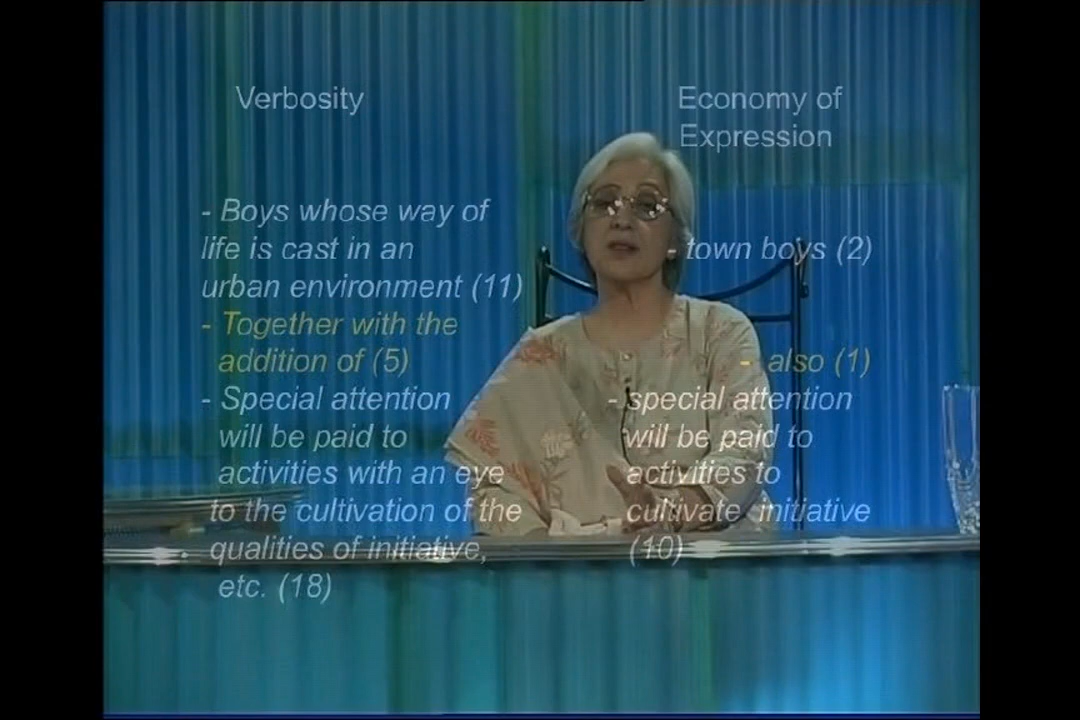 Verbosity
Economy of
Expression
- Boys whose way of
life is cast in an
urban environment (11)
- town boys (2)
- Together with the
addition of (5)
- also (1)
- Special attention
will be paid to
activities with an eye
to the cultivation of the
qualities of initiative,
etc. (18)
- special attention
will be paid to
activities to
cultivate initiative
(10)